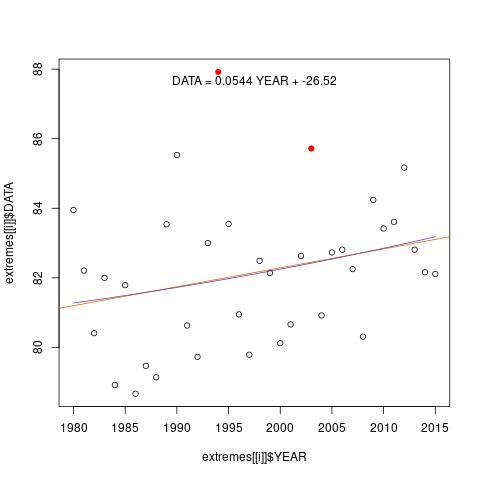 88
DATA = 0.0544 YEAR + -26.52
86
84
82
80
extremes[[i]]$DATA
1980 1985 1990 1995 2000 2005 2010 2015
extremes[[i]]$YEAR